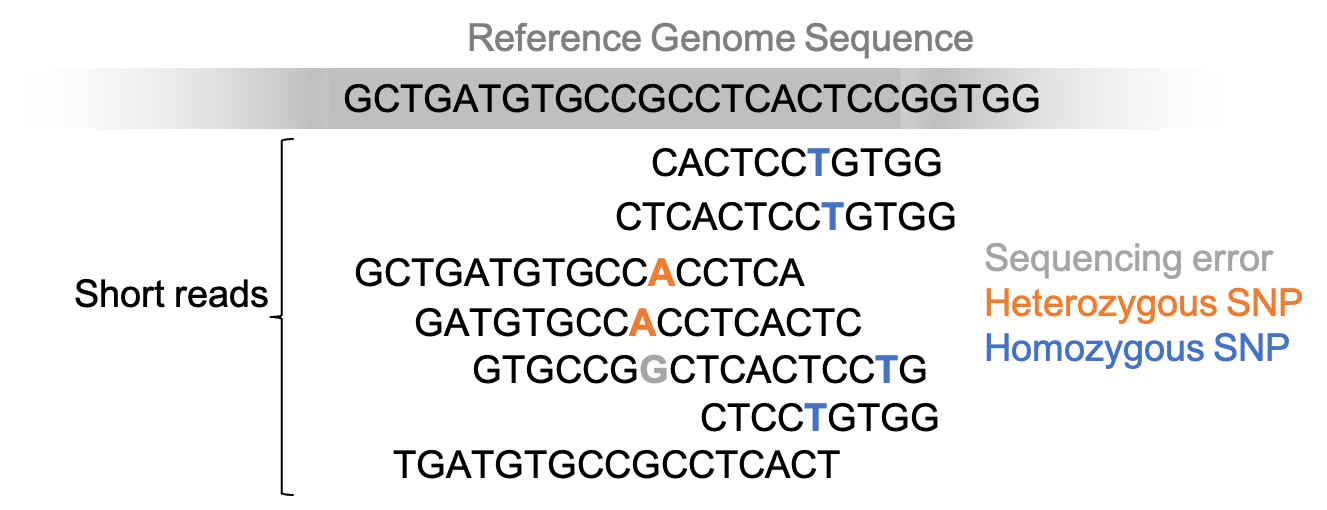 Reference Genome Sequence
GCTGATGTGCCGCCTCACTCCGGTGG
CACTCCTGTGG
CTCACTCCTGTGG
GCTGATGTGCCACCTCA
GATGTGCCACCTCACTC
GTGCCGGCTCACTCCTG
CTCCTGTGG
TGATGTGCCGCCTCACT
Short reads
Sequencing error
Heterozygous SNP
Homozygous SNP